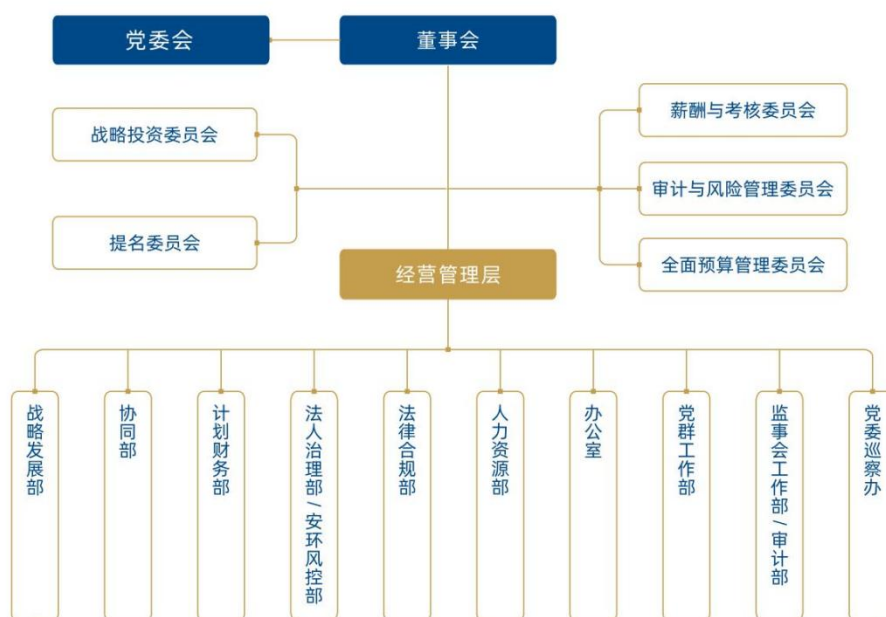 党委会
董事会
战略投资委员会
薪酬与考核委员会
审计与风险管理委员会
提名委员会
全面预算管理委员会
经营管理层
战略发展部
协同部
计划财务部
法人治理部/安环风控部
法律合规部
人力资源部
办公室
党群工作部
监事会工作部/审计部
党委巡察办